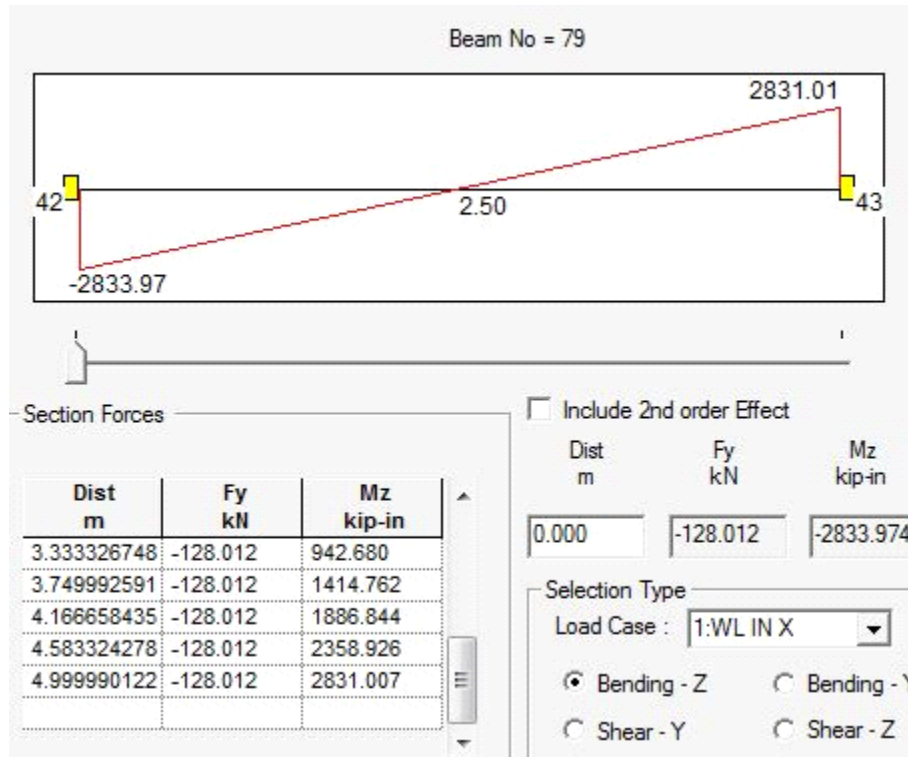 Beam No = 79
2831.01
42
2.50
43
-2833.97
Section Forces
Dist Fy Mz
m kN kip-in
3.333326748 -128.012 942.680
3.749992591 -128.012 1414.762
4.166658435 -128.012 1886.844
4.583324278 -128.012 2358.926
4.999990122 -128.012 2831.007
Include 2nd order Effect
Dist Fy Mz
m kN kip-in
0.000 -128.012 -2833.974
Selection Type
Load Case : 1:WL IN X
Bending - Z Bending - Y
Shear - Y Shear - Z